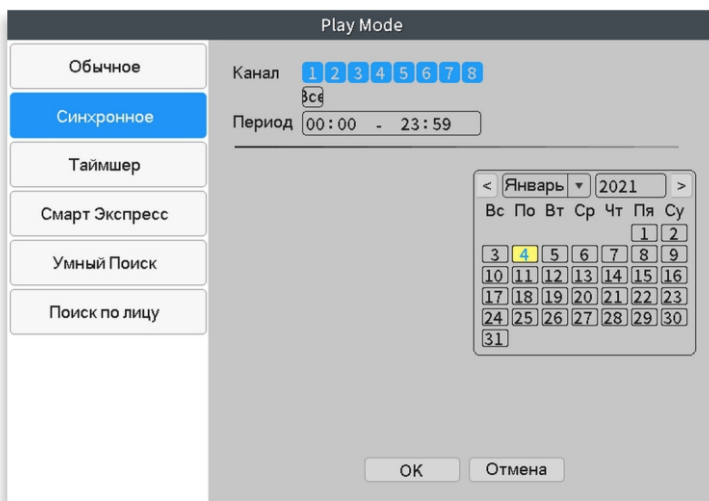 Play Mode
Обычное
Синхронное
Таймшер
Смарт Экспресс
Умный Поиск
Поиск по лицу
Канал 1 2 3 4 5 6 7 8
Все
Период 00:00 - 23:59
< Январь ▼ 2021 >
Вс По Вт Ср Чт Пя Су
1 2
3 4 5 6 7 8 9
10 11 12 13 14 15 16
17 18 19 20 21 22 23
24 25 26 27 28 29 30
31
OK Отмена